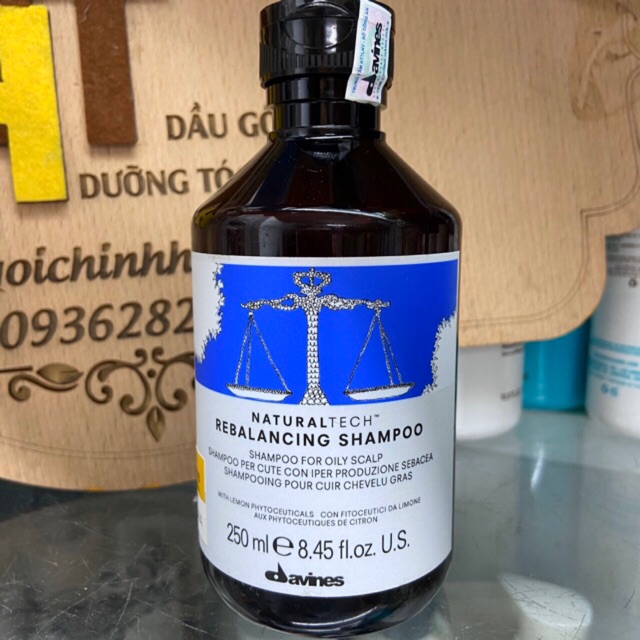 davines
DẦU GỘ
DƯỠNG TÓ
goichinhh
093628
NATURALTECH™
REBALANCING SHAMPOO
SHAMPOO FOR OILY SCALP
SHAMPOO PER CUTE CON IPER PRODUZIONE SEBACEA
SHAMPOOING POUR CUIR CHEVELU GRAS
WITH LEMON PHYTOCEUTICALS CON FITOCEUTICI DA LIMONE
AUX PHYTOCEUTIQUES DE CITRON
250 ml ℮ 8.45 fl.oz. U.S.
davines